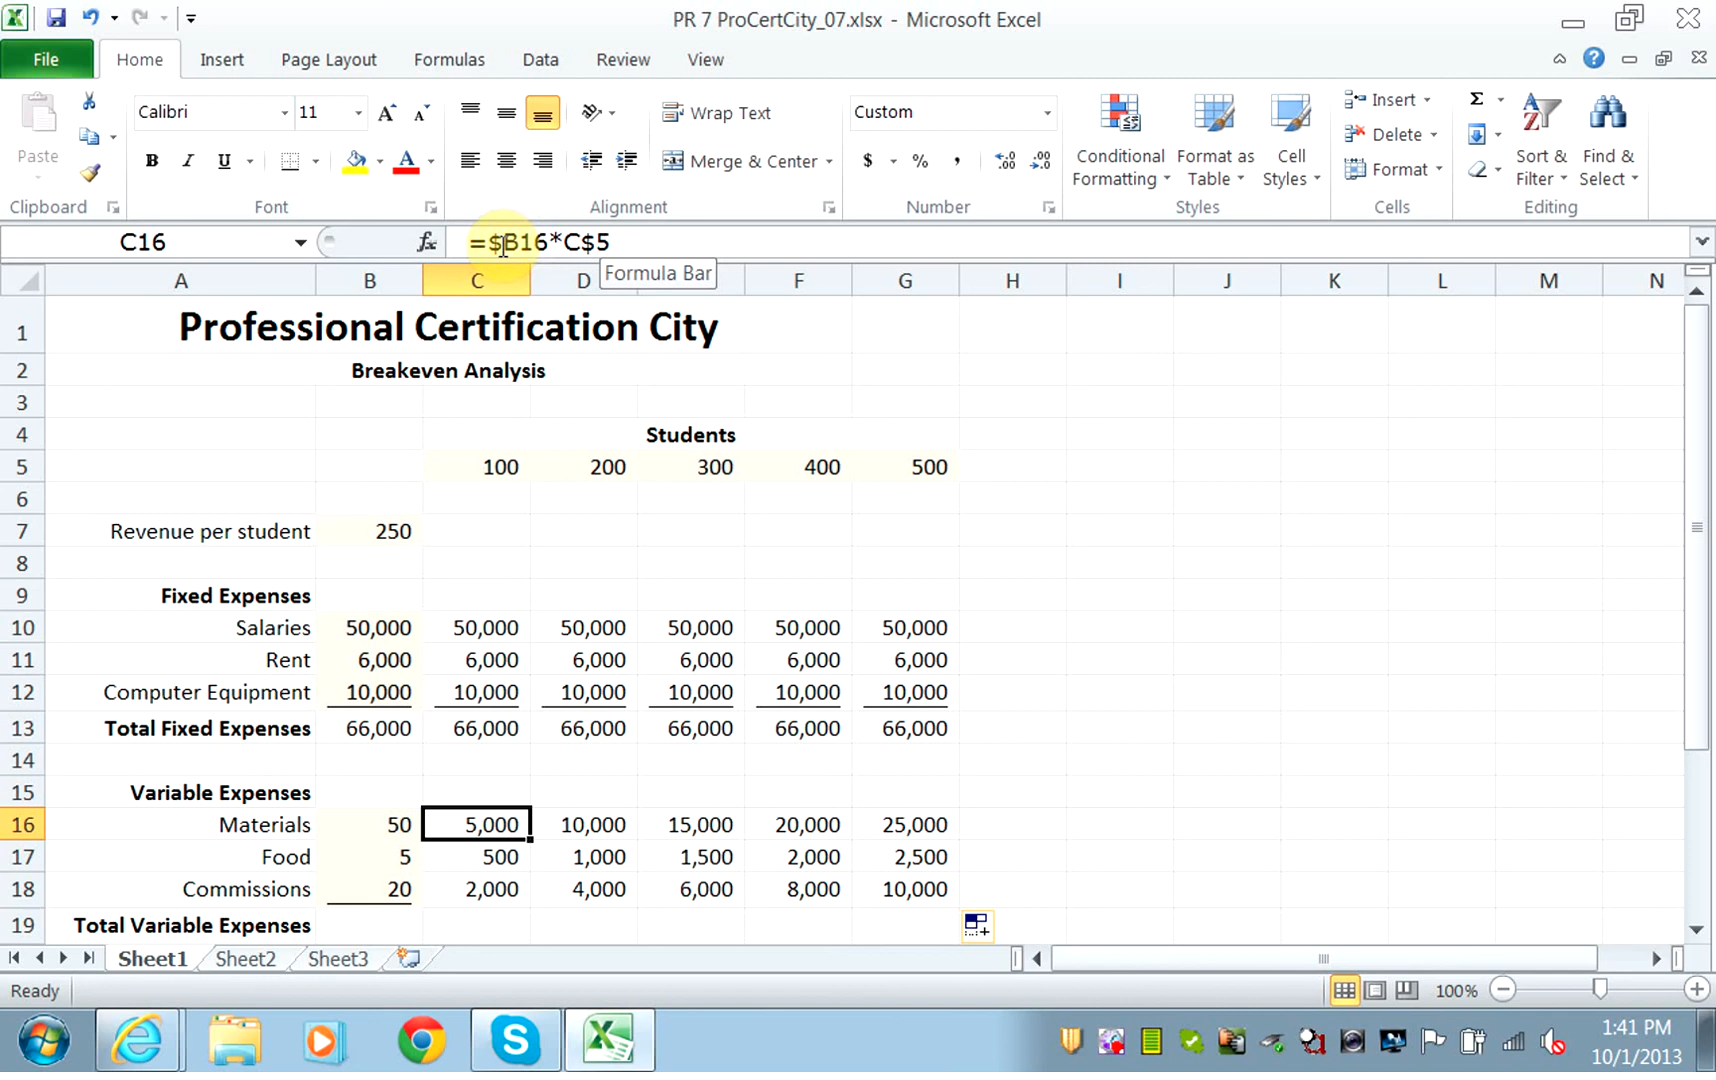 PR 7 ProCertCity_07.xlsx - Microsoft Excel
File Home Insert Page Layout Formulas Data Review View
Calibri 11 Wrap Text Custom Insert
Paste Merge & Center $ % , Conditional Formatting Format as Table Cell Styles Delete Format Sort & Filter Find & Select
Clipboard Font Alignment Number Styles Cells Editing
C16 fx =$B16*C$5
Formula Bar
A B C D F G H I J K L M N
1 Professional Certification City
2 Breakeven Analysis
3
4 Students
5 100 200 300 400 500
6
7 Revenue per student 250
8
9 Fixed Expenses
10 Salaries 50,000 50,000 50,000 50,000 50,000 50,000
11 Rent 6,000 6,000 6,000 6,000 6,000 6,000
12 Computer Equipment 10,000 10,000 10,000 10,000 10,000 10,000
13 Total Fixed Expenses 66,000 66,000 66,000 66,000 66,000 66,000
14
15 Variable Expenses
16 Materials 50 5,000 10,000 15,000 20,000 25,000
17 Food 5 500 1,000 1,500 2,000 2,500
18 Commissions 20 2,000 4,000 6,000 8,000 10,000
19 Total Variable Expenses
Sheet1 Sheet2 Sheet3
Ready 100%
1:41 PM
10/1/2013